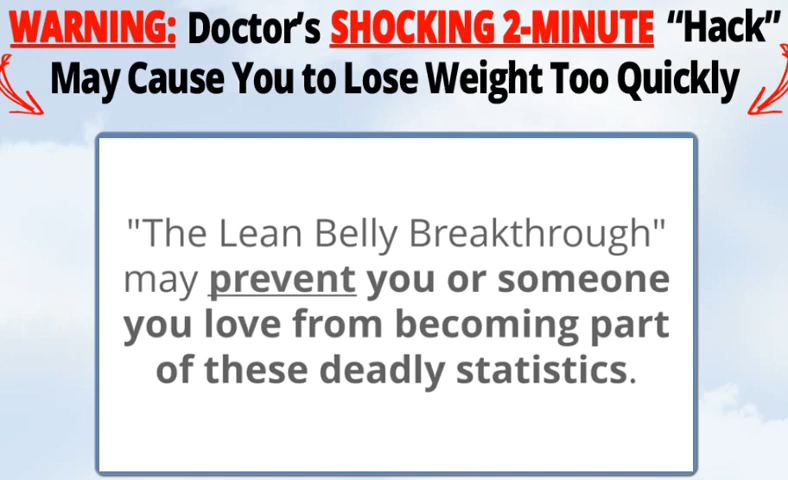 WARNING: Doctor's SHOCKING 2-MINUTE “Hack”
May Cause You to Lose Weight Too Quickly
"The Lean Belly Breakthrough"
may prevent you or someone
you love from becoming part
of these deadly statistics.